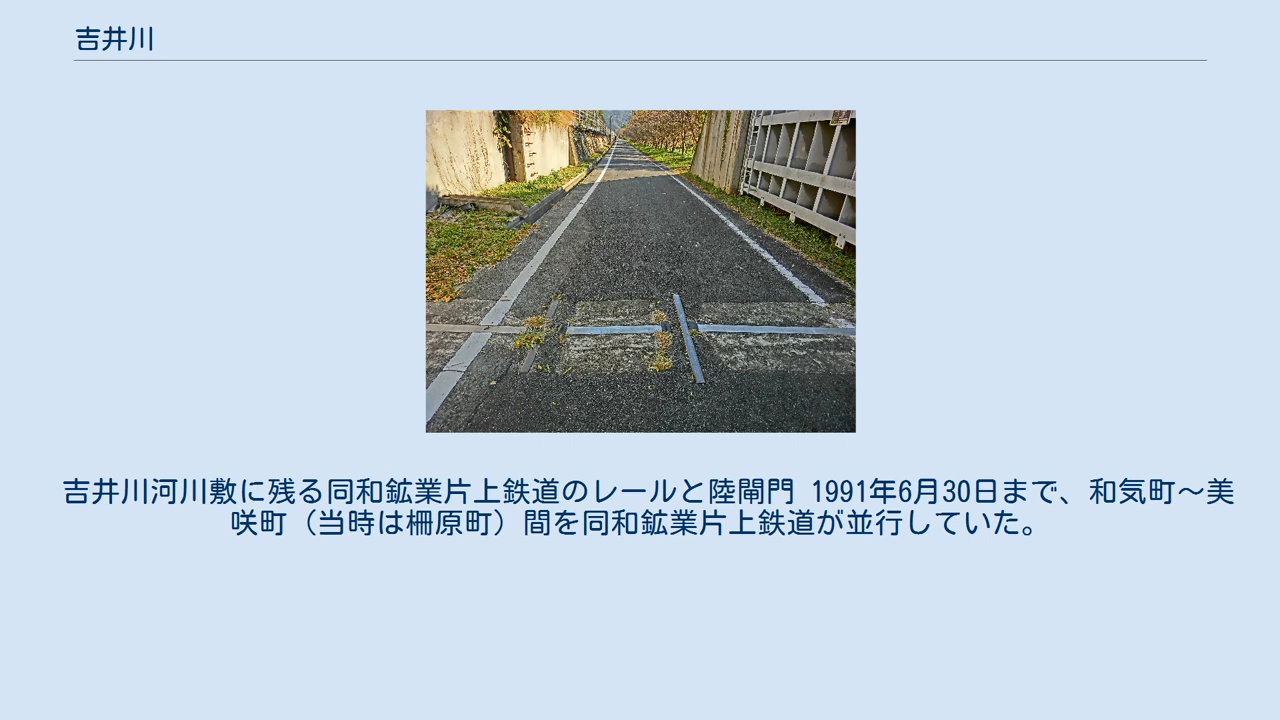 吉井川
吉井川河川敷に残る同和鉱業片上鉄道のレールと陸閘門 1991年6月30日まで、和気町〜美
咲町（当時は柵原町）間を同和鉱業片上鉄道が並行していた。